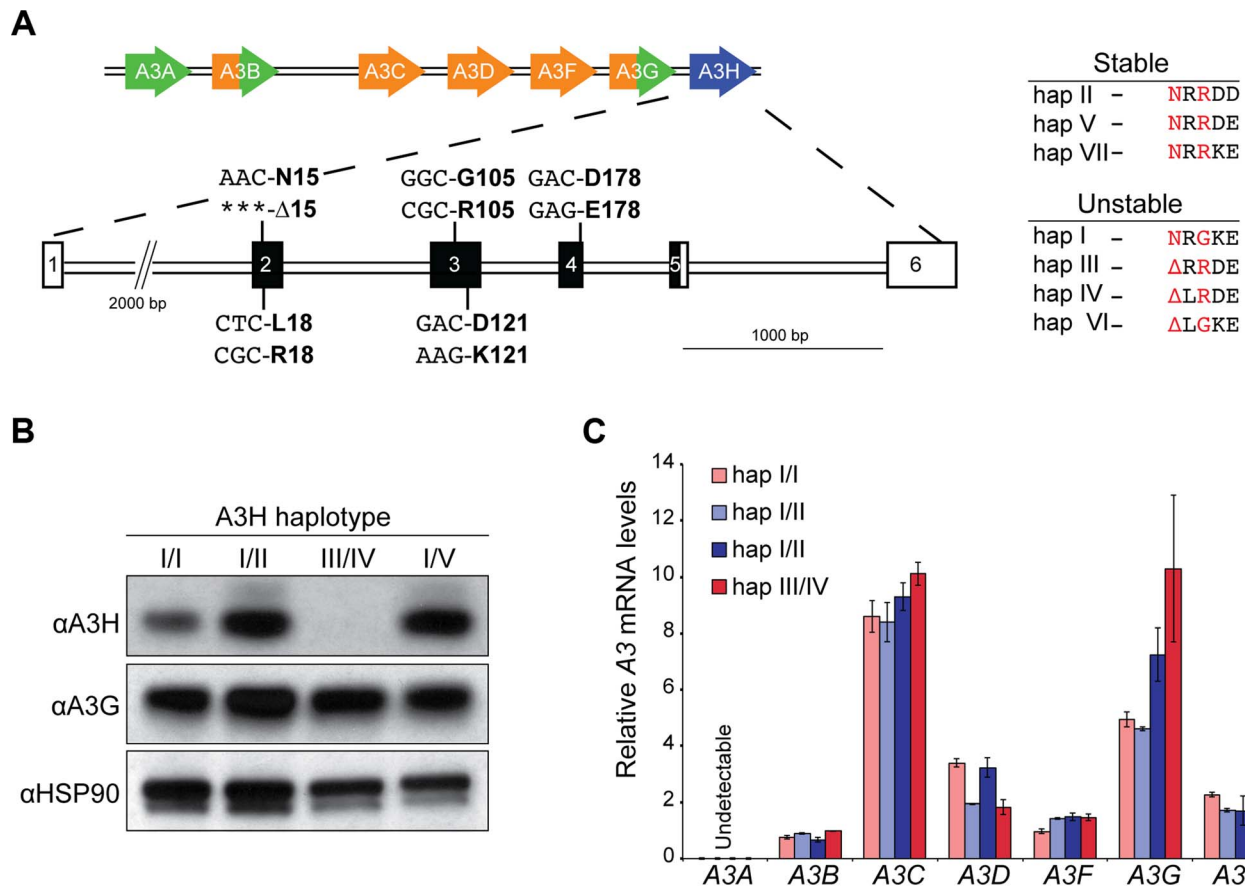 A
A3A A3B A3C A3D A3F A3G A3H
AAC-N15
***-Δ15
GGC-G105 GAC-D178
CGC-R105 GAG-E178
1 2 3 4 5 6
2000 bp
CTC-L18
CGC-R18
GAC-D121
AAG-K121
1000 bp
Stable
hap II – NRRDD
hap V – NRRDE
hap VII – NRRKE
Unstable
hap I – NRGKE
hap III – ΔRRDE
hap IV – ΔLRDE
hap VI – ΔLGKE
B
A3H haplotype
I/I I/II III/IV I/V
αA3H
αA3G
αHSP90
C
Relative A3 mRNA levels
14
12
10
8
6
4
2
0
hap I/I
hap I/II
hap I/II
hap III/IV
Undetectable
A3A A3B A3C A3D A3F A3G A3